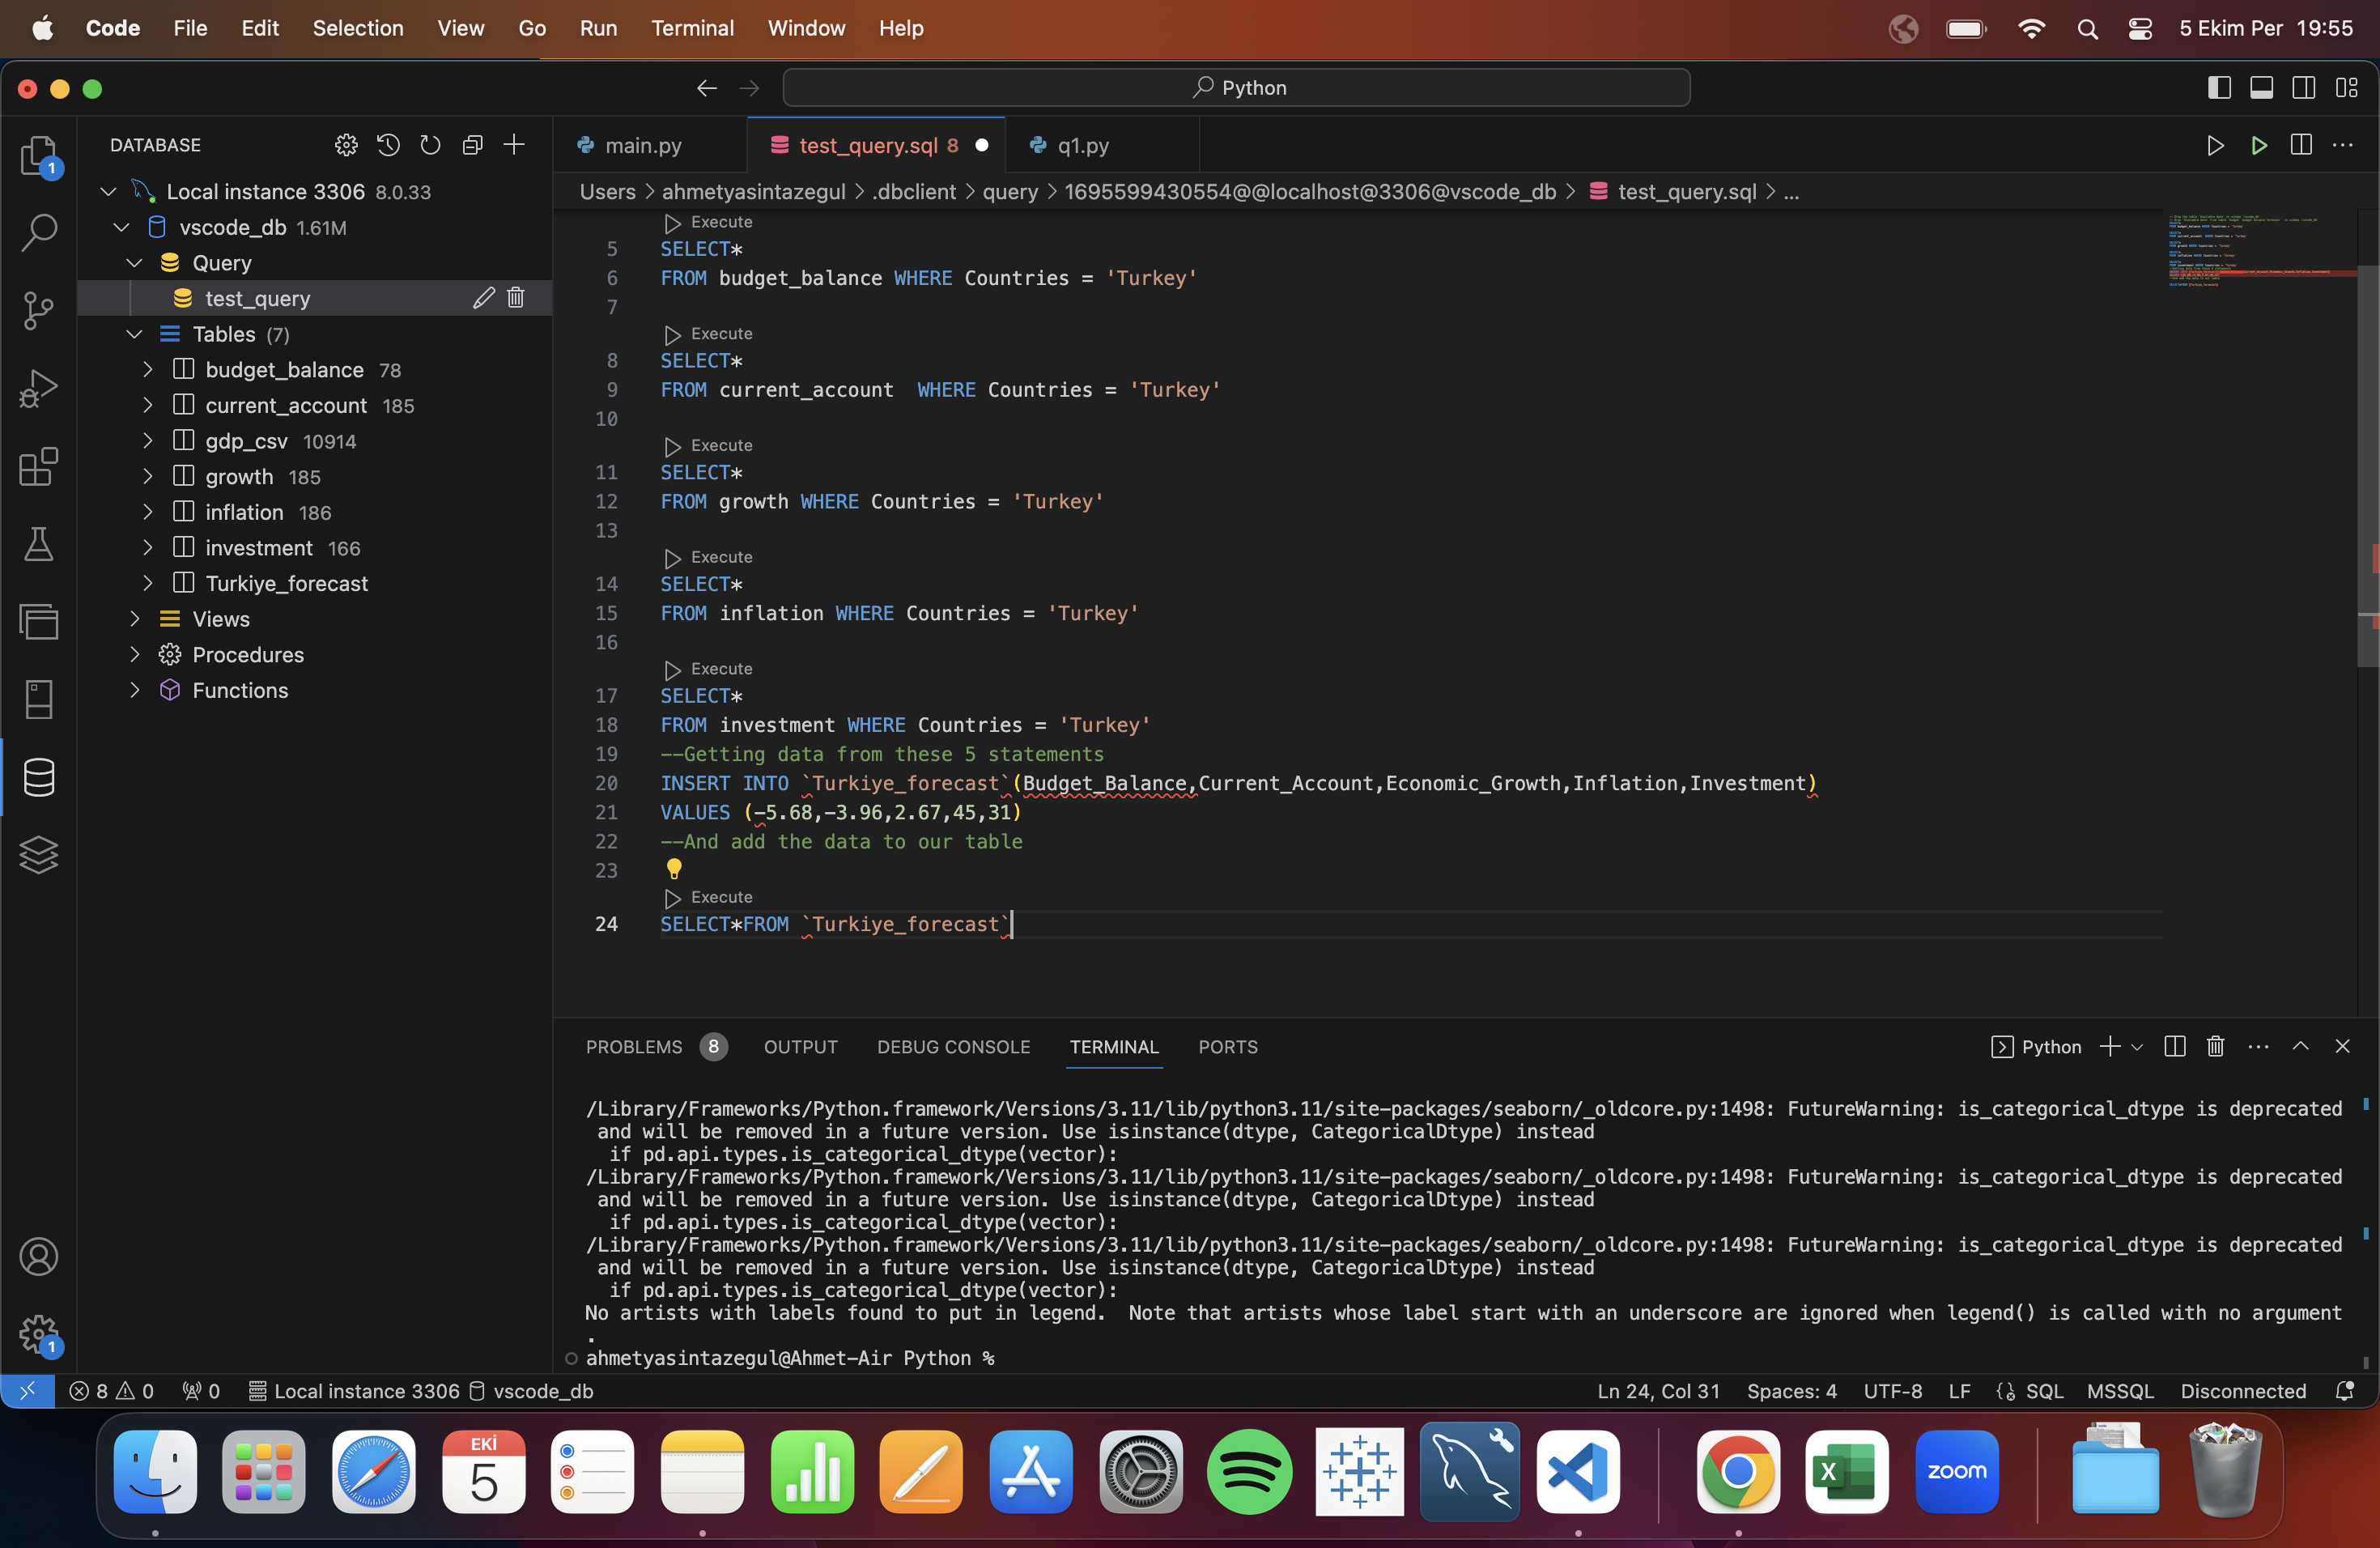 Code File Edit Selection View Go Run Terminal Window Help 5 Ekim Per 19:55
Python
DATABASE
Local instance 3306 8.0.33
vscode_db 1.61M
Query
test_query
Tables (7)
budget_balance 78
current_account 185
gdp_csv 10914
growth 185
inflation 186
investment 166
Turkiye_forecast
Views
Procedures
Functions
1
1
main.py test_query.sql 8 q1.py
Users > ahmetyasintazegul > .dbclient > query > 1695599430554@@localhost@3306@vscode_db > test_query.sql > ...
Execute
5 SELECT*
6 FROM budget_balance WHERE Countries = 'Turkey'
7
Execute
8 SELECT*
9 FROM current_account  WHERE Countries = 'Turkey'
10
Execute
11 SELECT*
12 FROM growth WHERE Countries = 'Turkey'
13
Execute
14 SELECT*
15 FROM inflation WHERE Countries = 'Turkey'
16
Execute
17 SELECT*
18 FROM investment WHERE Countries = 'Turkey'
19 --Getting data from these 5 statements
20 INSERT INTO `Turkiye_forecast`(Budget_Balance,Current_Account,Economic_Growth,Inflation,Investment)
21 VALUES (-5.68,-3.96,2.67,45,31)
22 --And add the data to our table
23
Execute
24 SELECT*FROM `Turkiye_forecast`
PROBLEMS 8 OUTPUT DEBUG CONSOLE TERMINAL PORTS Python
/Library/Frameworks/Python.framework/Versions/3.11/lib/python3.11/site-packages/seaborn/_oldcore.py:1498: FutureWarning: is_categorical_dtype is deprecated
and will be removed in a future version. Use isinstance(dtype, CategoricalDtype) instead
if pd.api.types.is_categorical_dtype(vector):
/Library/Frameworks/Python.framework/Versions/3.11/lib/python3.11/site-packages/seaborn/_oldcore.py:1498: FutureWarning: is_categorical_dtype is deprecated
and will be removed in a future version. Use isinstance(dtype, CategoricalDtype) instead
if pd.api.types.is_categorical_dtype(vector):
/Library/Frameworks/Python.framework/Versions/3.11/lib/python3.11/site-packages/seaborn/_oldcore.py:1498: FutureWarning: is_categorical_dtype is deprecated
and will be removed in a future version. Use isinstance(dtype, CategoricalDtype) instead
if pd.api.types.is_categorical_dtype(vector):
No artists with labels found to put in legend.  Note that artists whose label start with an underscore are ignored when legend() is called with no argument
.
ahmetyasintazegul@Ahmet-Air Python %
8 0 0 Local instance 3306 vscode_db Ln 24, Col 31 Spaces: 4 UTF-8 LF SQL MSSQL Disconnected
EKİ
5
X
zoom